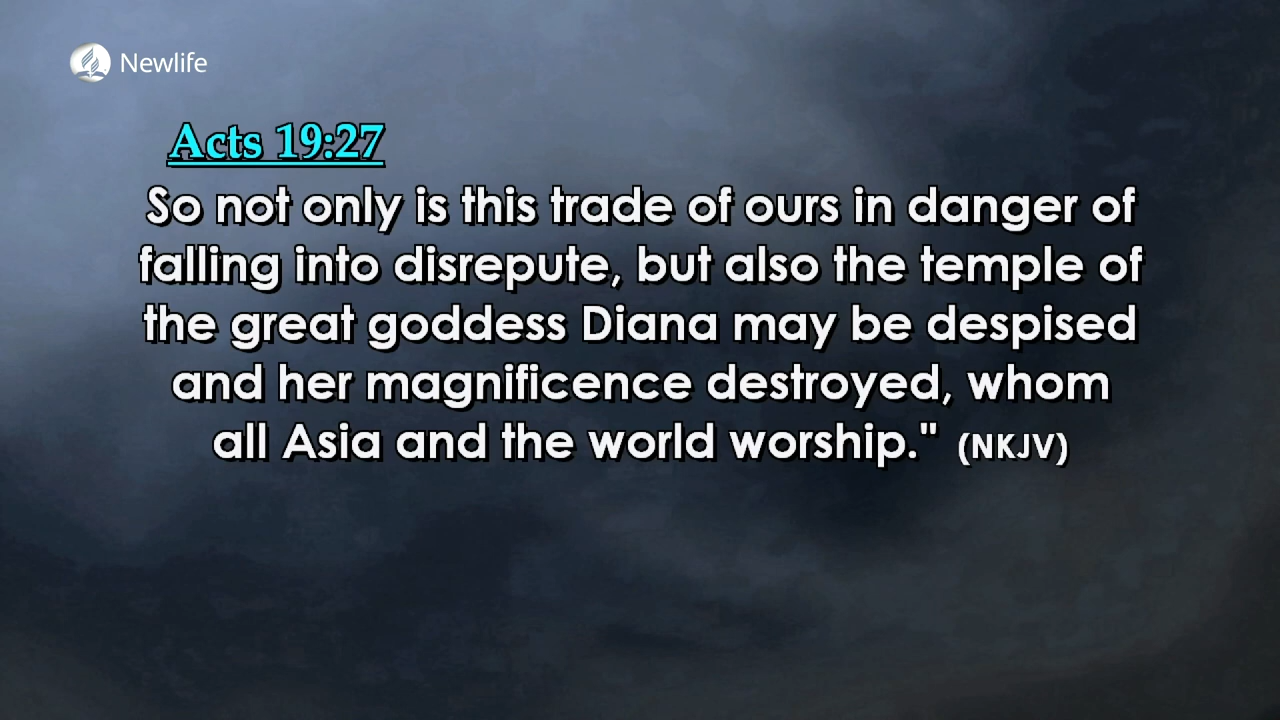 Newlife
Acts 19:27
So not only is this trade of ours in danger of
falling into disrepute, but also the temple of
the great goddess Diana may be despised
and her magnificence destroyed, whom
all Asia and the world worship." (NKJV)